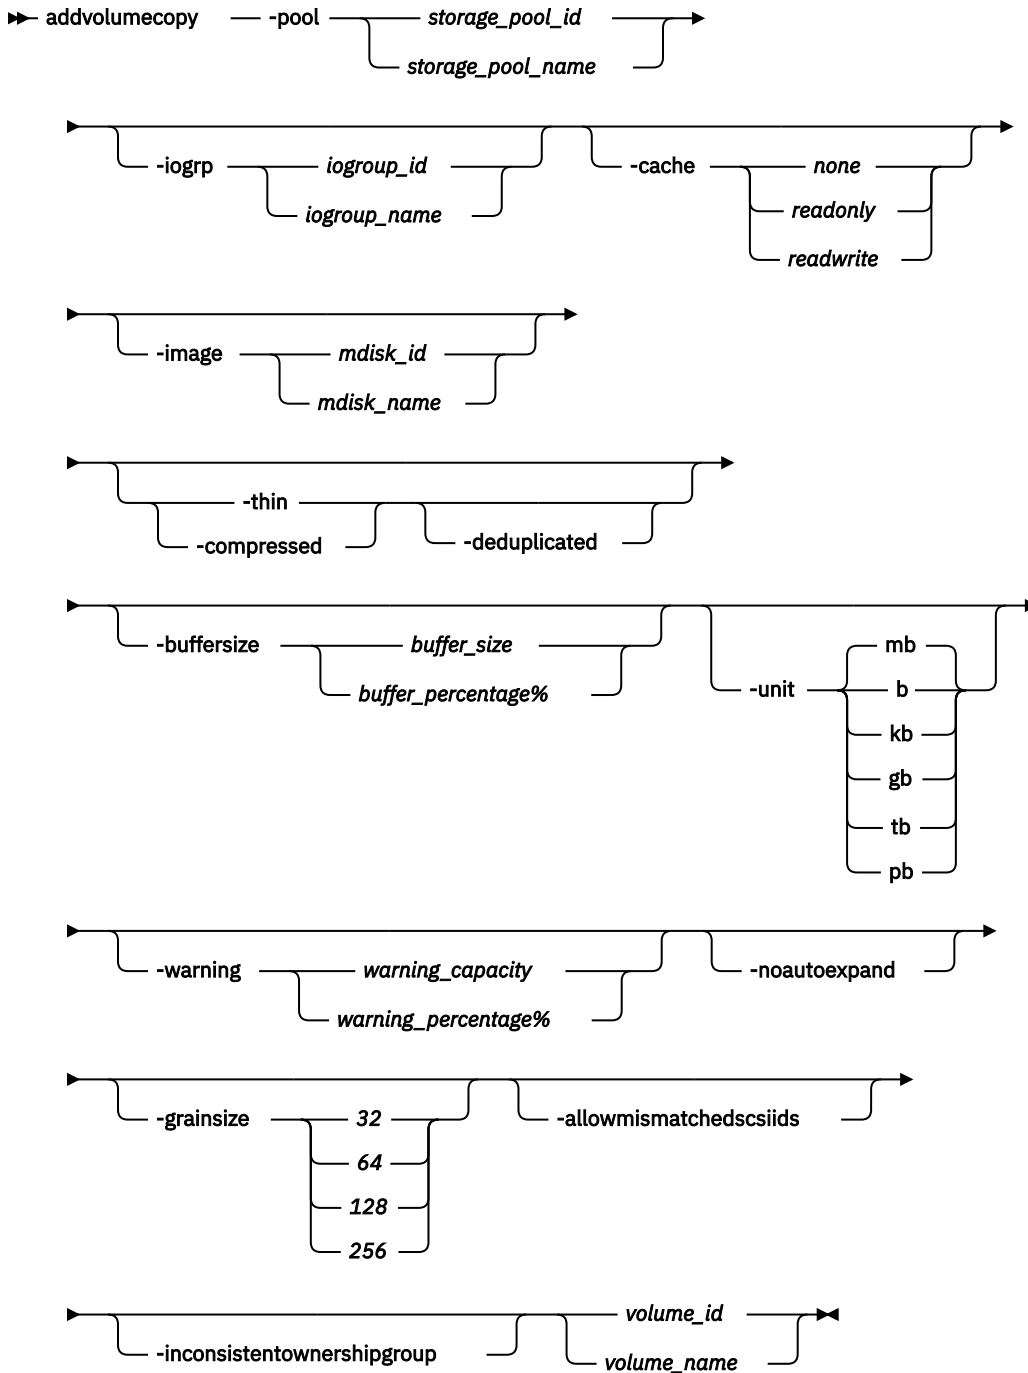 addvolumecopy -pool storage_pool_id
storage_pool_name
-iogrp iogroup_id -cache none
iogroup_name readonly
readwrite
-image mdisk_id
mdisk_name
-thin
-compressed -deduplicated
-buffersize buffer_size mb
buffer_percentage% -unit b
kb
gb
tb
pb
-warning warning_capacity -noautoexpand
warning_percentage%
-grainsize 32 -allowmismatchedscsiids
64
128
256
volume_id
-inconsistentownershipgroup volume_name